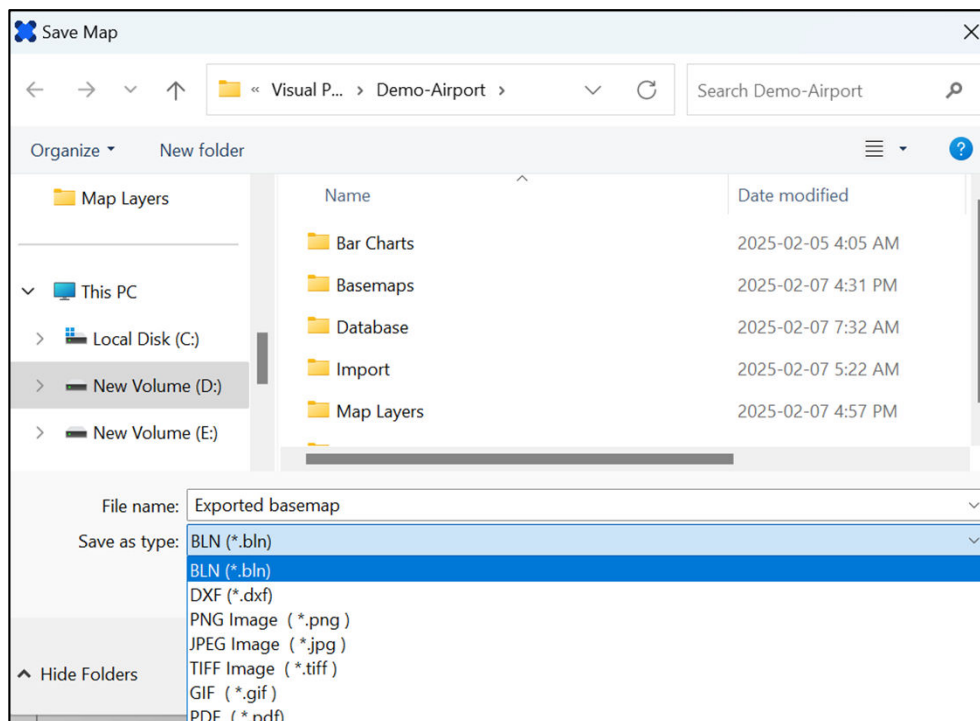 Save Map
« Visual P... > Demo-Airport >
Search Demo-Airport
Organize
New folder
?
Map Layers
Name
Date modified
Bar Charts 2025-02-05 4:05 AM
Basemaps 2025-02-07 4:31 PM
This PC
Database 2025-02-07 7:32 AM
Local Disk (C:)
Import 2025-02-07 5:22 AM
New Volume (D:)
Map Layers 2025-02-07 4:57 PM
New Volume (E:)
File name: Exported basemap
Save as type: BLN (*.bln)
BLN (*.bln)
DXF (*.dxf)
PNG Image ( *.png )
JPEG Image ( *.jpg )
TIFF Image ( *.tiff )
Hide Folders
GIF ( *.gif )
PDF ( *.pdf)